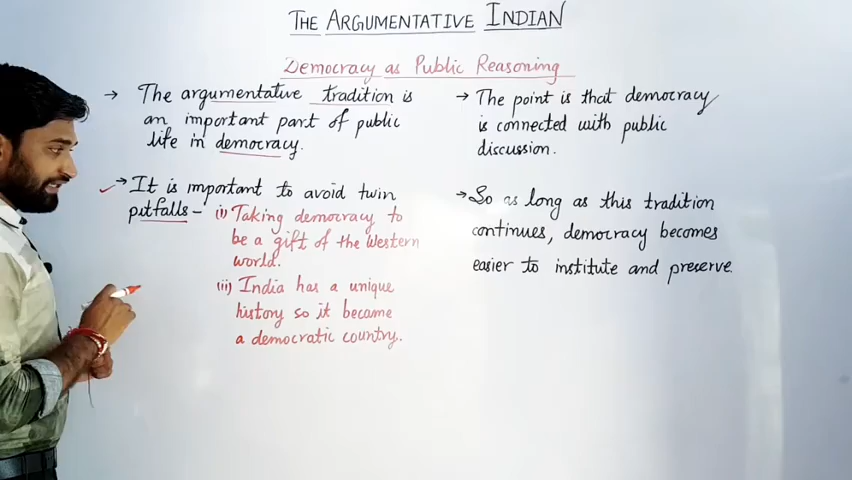 THE ARGUMENTATIVE INDIAN
Democracy as Public Reasoning
→ The argumentative tradition is
an important part of public
life in democracy.
→ It is important to avoid twin
pitfalls - (i) Taking democracy to
be a gift of the Western
world.
(ii) India has a unique
history so it became
a democratic country.
→ The point is that democracy
is connected with public
discussion.
→ So as long as this tradition
continues, democracy becomes
easier to institute and preserve.